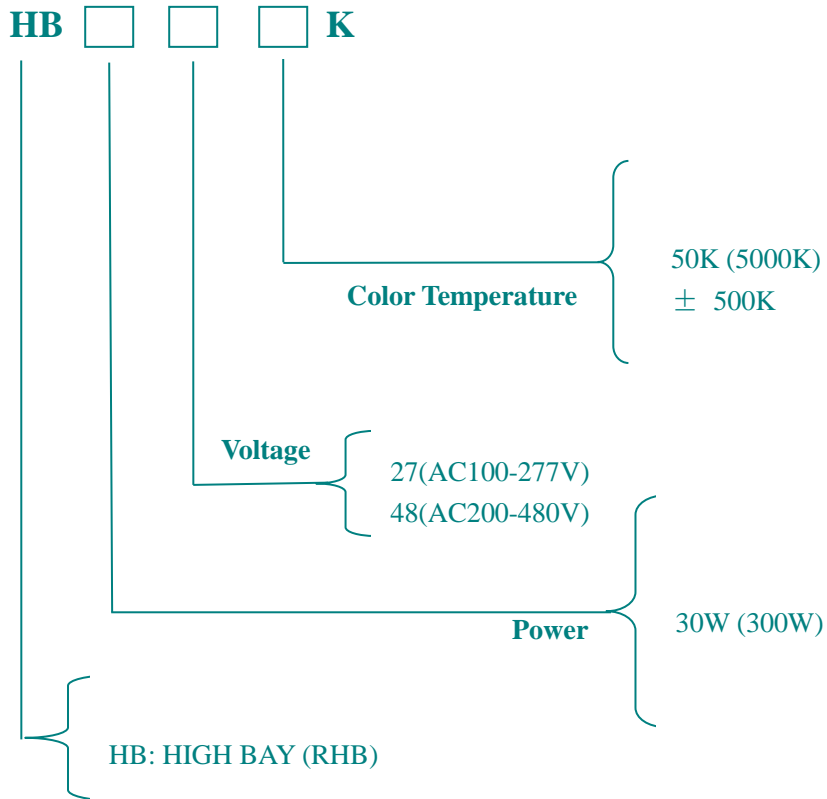 HB □ □ □ K
50K (5000K)
Color Temperature
± 500K
Voltage
27(AC100-277V)
48(AC200-480V)
Power
30W (300W)
HB: HIGH BAY (RHB)